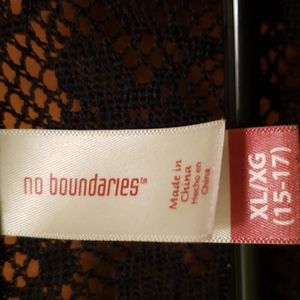 no boundaries™
Made in
China
Hecho en
China
XL/XG
(15-17)